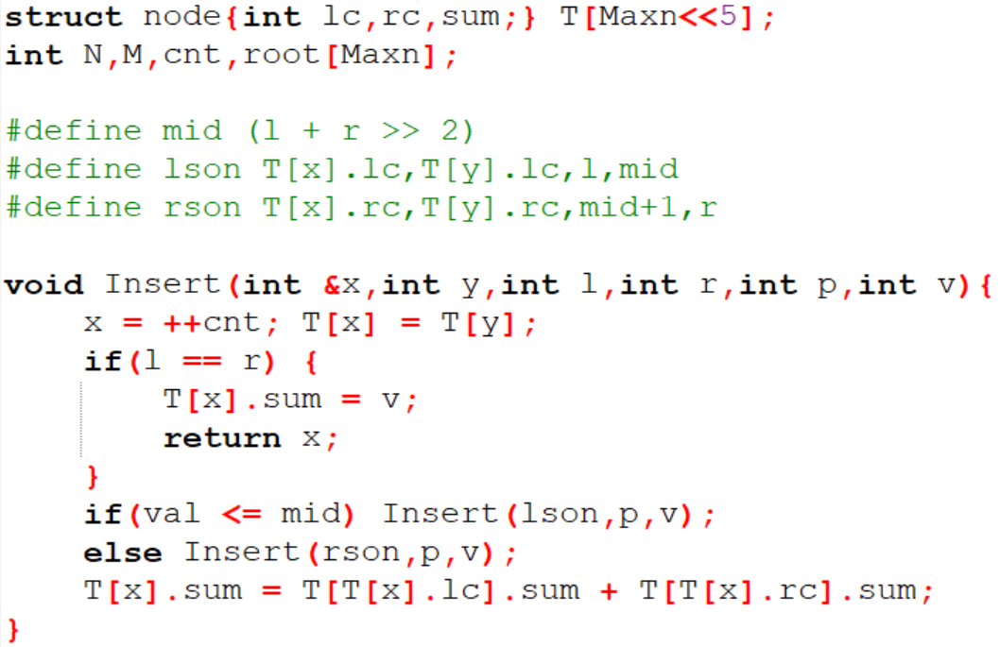 struct node{int lc,rc,sum;} T[Maxn<<5];
int N,M,cnt,root[Maxn];

#define mid (l + r >> 2)
#define lson T[x].lc,T[y].lc,l,mid
#define rson T[x].rc,T[y].rc,mid+1,r

void Insert(int &x,int y,int l,int r,int p,int v){
    x = ++cnt; T[x] = T[y];
    if(l == r) {
        T[x].sum = v;
        return x;
    }
    if(val <= mid) Insert(lson,p,v);
    else Insert(rson,p,v);
    T[x].sum = T[T[x].lc].sum + T[T[x].rc].sum;
}